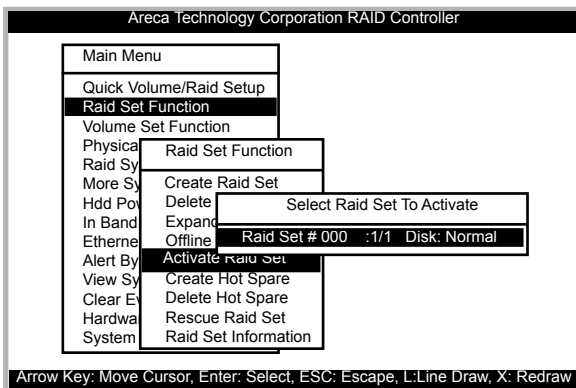 Areca Technology Corporation RAID Controller
Main Menu
Quick Volume/Raid Setup
Raid Set Function
Volume Set Function
Physica
Raid Sy
More Sy
Hdd Po
In Band
Etherne
Alert By
View Sy
Clear Ev
Hardwa
System
Raid Set Function
Create Raid Set
Delete
Expand
Offline
Activate Raid Set
Create Hot Spare
Delete Hot Spare
Rescue Raid Set
Raid Set Information
Select Raid Set To Activate
Raid Set # 000 :1/1 Disk: Normal
Arrow Key: Move Cursor, Enter: Select, ESC: Escape, L:Line Draw, X: Redraw